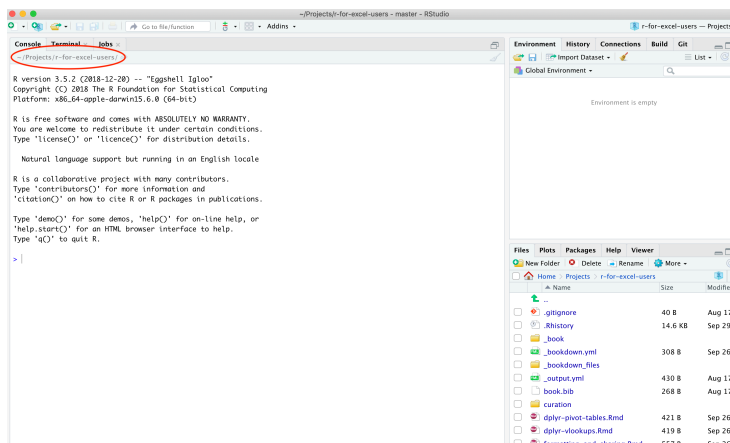 ~/Projects/r-for-excel-users - master - RStudio
Go to file/function
Addins
r-for-excel-users — Projects
Console Terminal Jobs
~/Projects/r-for-excel-users/
R version 3.5.2 (2018-12-20) -- "Eggshell Igloo"
Copyright (C) 2018 The R Foundation for Statistical Computing
Platform: x86_64-apple-darwin15.6.0 (64-bit)
R is free software and comes with ABSOLUTELY NO WARRANTY.
You are welcome to redistribute it under certain conditions.
Type 'license()' or 'licence()' for distribution details.
Natural language support but running in an English locale
R is a collaborative project with many contributors.
Type 'contributors()' for more information and
'citation()' on how to cite R or R packages in publications.
Type 'demo()' for some demos, 'help()' for on-line help, or
'help.start()' for an HTML browser interface to help.
Type 'q()' to quit R.
>
Environment History Connections Build Git
Import Dataset List
Global Environment
Environment is empty
Files Plots Packages Help Viewer
New Folder Delete Rename More
Home Projects r-for-excel-users
Name Size Modifie
..
.gitignore 40 B Aug 17
.Rhistory 14.6 KB Sep 29
_book
_bookdown.yml 308 B Sep 26
_bookdown_files
_output.yml 430 B Aug 17
book.bib 268 B Aug 17
curation
dplyr-pivot-tables.Rmd 421 B Sep 26
dplyr-vlookups.Rmd 419 B Sep 26